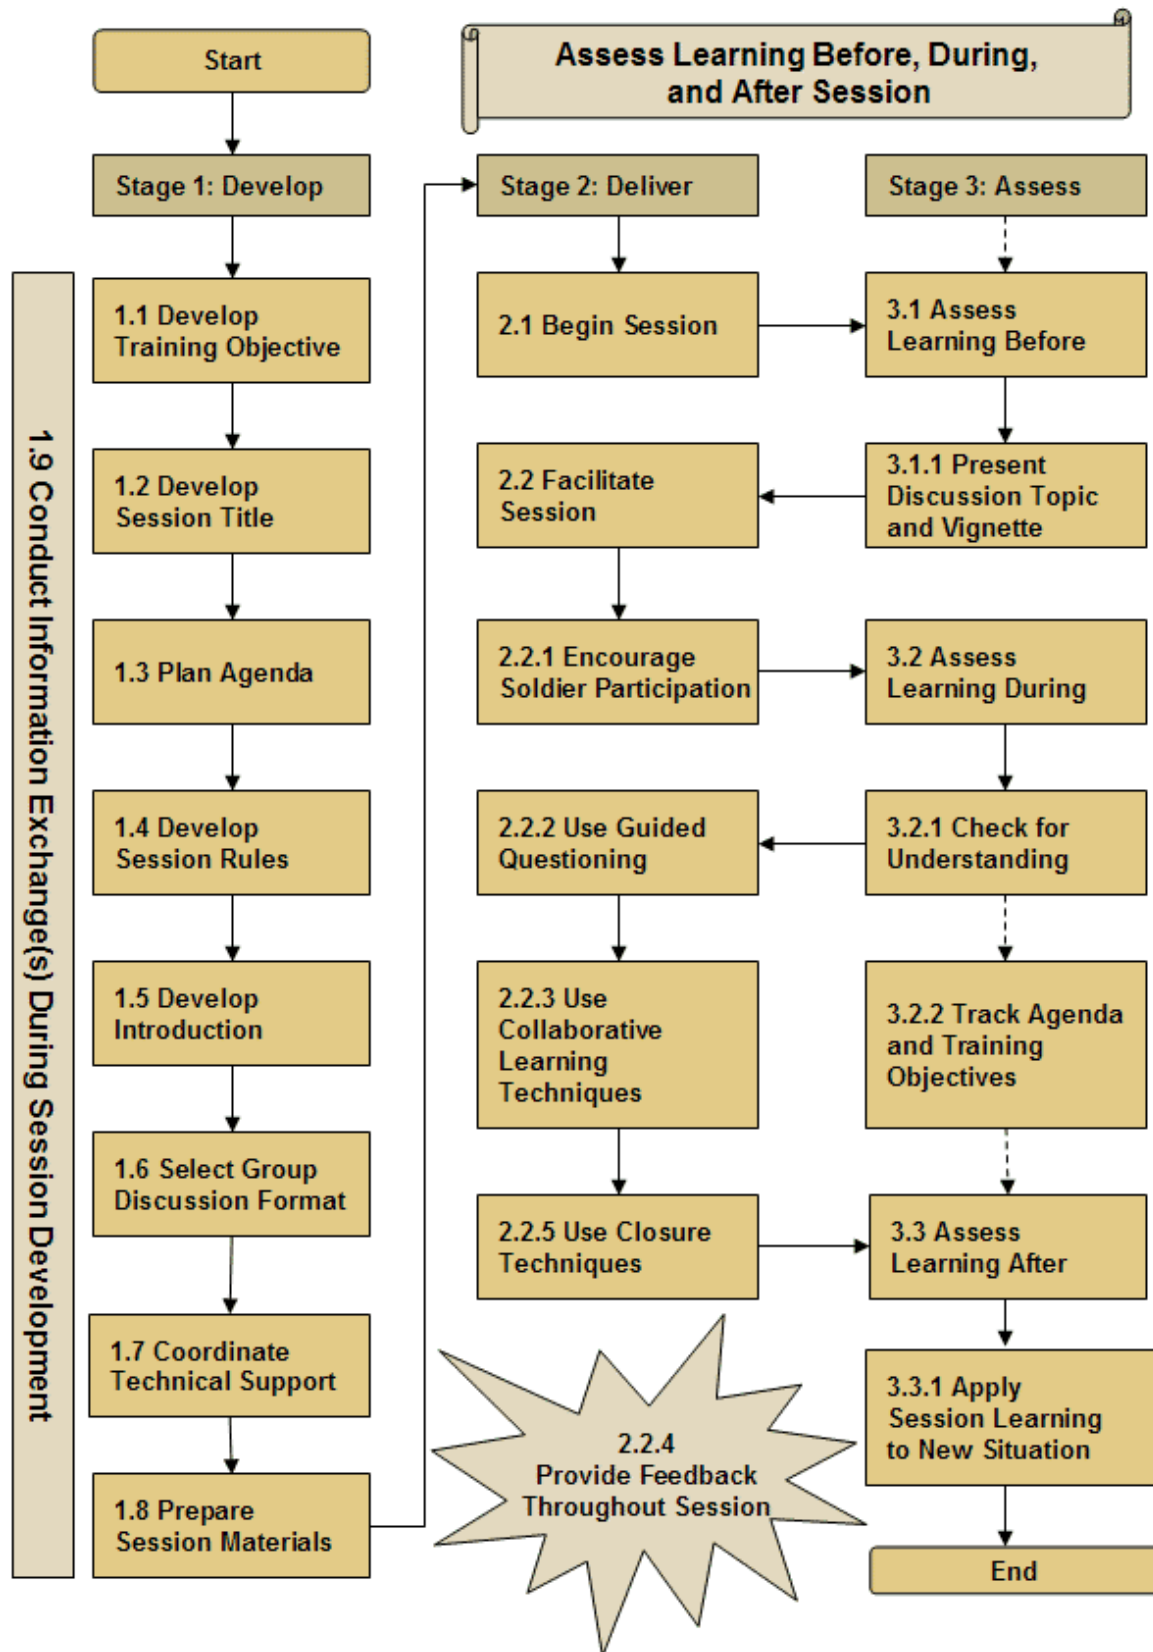 Start
Stage 1: Develop
1.1 Develop
Training Objective
1.2 Develop
Session Title
1.3 Plan Agenda
1.4 Develop
Session Rules
1.5 Develop
Introduction
1.6 Select Group
Discussion Format
1.7 Coordinate
Technical Support
1.8 Prepare
Session Materials
1.9 Conduct Information Exchange(s) During Session Development
Assess Learning Before, During,
and After Session
Stage 2: Deliver
2.1 Begin Session
2.2 Facilitate
Session
2.2.1 Encourage
Soldier Participation
2.2.2 Use Guided
Questioning
2.2.3 Use
Collaborative
Learning
Techniques
2.2.5 Use Closure
Techniques
2.2.4
Provide Feedback
Throughout Session
Stage 3: Assess
3.1 Assess
Learning Before
3.1.1 Present
Discussion Topic
and Vignette
3.2 Assess
Learning During
3.2.1 Check for
Understanding
3.2.2 Track Agenda
and Training
Objectives
3.3 Assess
Learning After
3.3.1 Apply
Session Learning
to New Situation
End